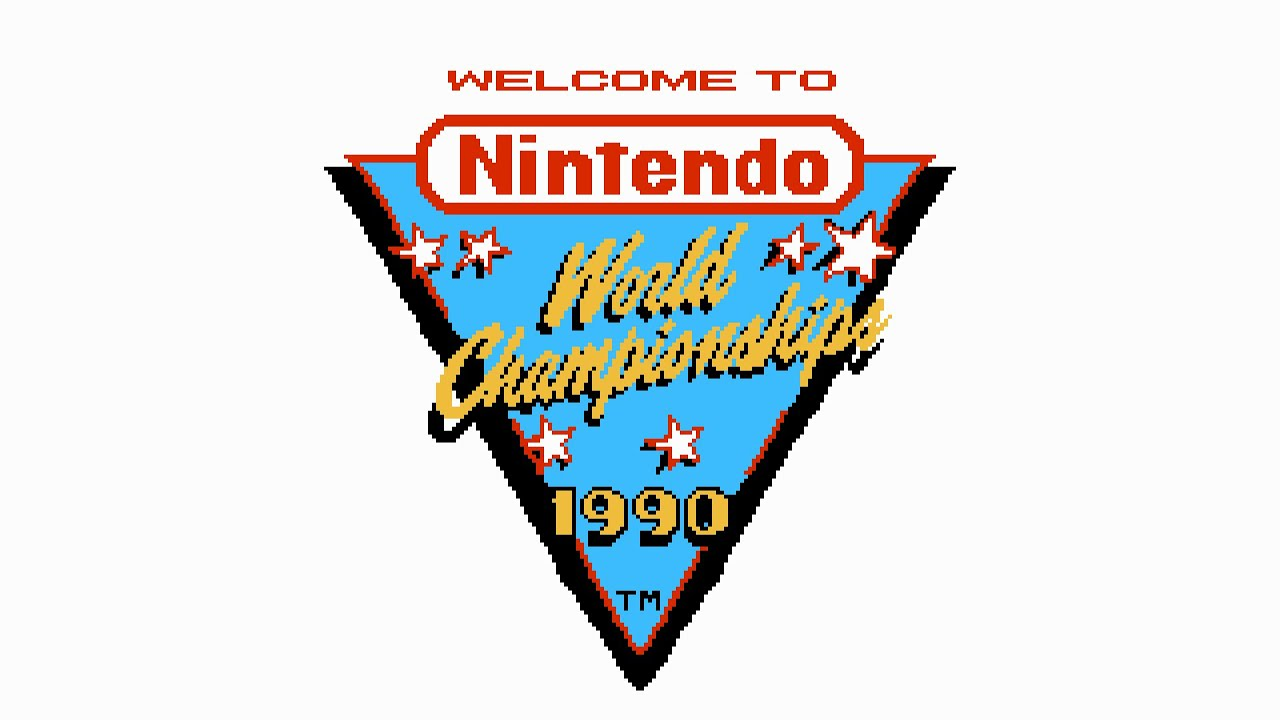 WELCOME TO
Nintendo
World
Championships
1990
TM